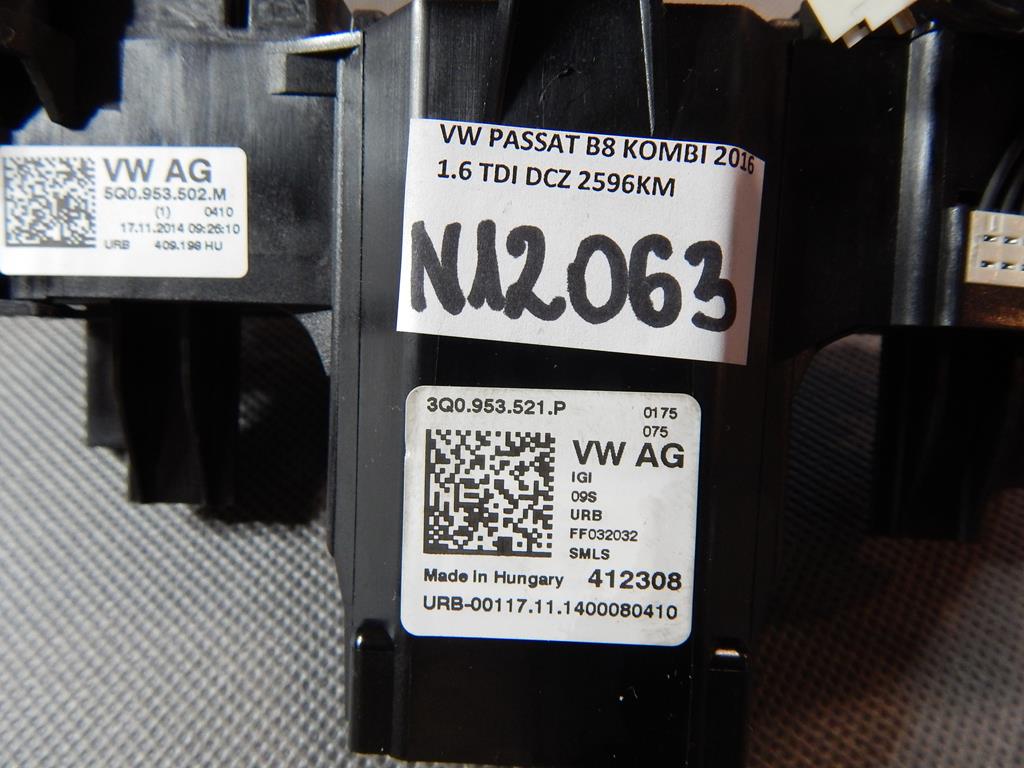 VW AG
5Q0.953.502.M
(1) 0410
17.11.2014 09:26:10
URB 409.198 HU
VW PASSAT B8 KOMBI 2016
1.6 TDI DCZ 2596KM
N12063
3Q0.953.521.P 0175
075
VW AG
IGI
09S
URB
FF032032
SMLS
Made in Hungary 412308
URB-00117.11.1400080410